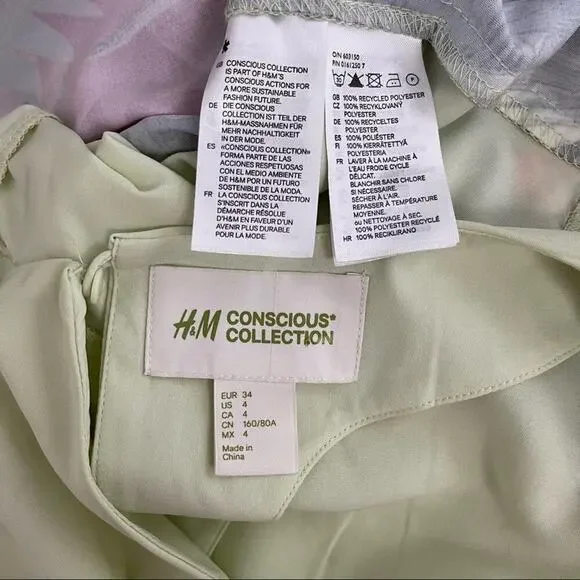 GB CONSCIOUS COLLECTION
IS PART OF H&M'S
CONSCIOUS ACTIONS FOR
A MORE SUSTAINABLE
FASHION FUTURE.
DE DIE CONSCIOUS
COLLECTION IST TEIL DER
H&M-MASSNAHMEN FÜR
MEHR NACHHALTIGKEIT
IN DER MODE.
ES «CONSCIOUS COLLECTION»
FORMA PARTE DE LAS
ACCIONES RESPETUOSAS
CON EL MEDIO AMBIENTE
DE H&M POR UN FUTURO
SOSTENIBLE DE LA MODA.
FR LA CONSCIOUS COLLECTION
S'INSCRIT DANS LA
DÉMARCHE RÉSOLUE
D'H&M EN FAVEUR D'UN
AVENIR PLUS DURABLE
POUR LA MODE.
O/N 603150
P/N 0161250 7
30
GB 100% RECYCLED POLYESTER
CZ 100% RECYKLOVANÝ
POLYESTER
DE 100% RECYCELTES
POLYESTER
ES 100% POLIÉSTER
FI 100% KIERRÄTETTYÄ
POLYESTERIA
FR LAVER À LA MACHINE À
L'EAU FROIDE CYCLE
DÉLICAT.
BLANCHIR SANS CHLORE
SI NÉCESSAIRE.
SÉCHER À L'AIR.
REPASSER À TEMPÉRATURE
MOYENNE.
ou NETTOYAGE À SEC.
100% POLYESTER RECYCLÉ
HR 100% RECIKLIRANO
H&M CONSCIOUS*
COLLECTION
EUR 34
US 4
CA 4
CN 160/80A
MX 4
Made in
China